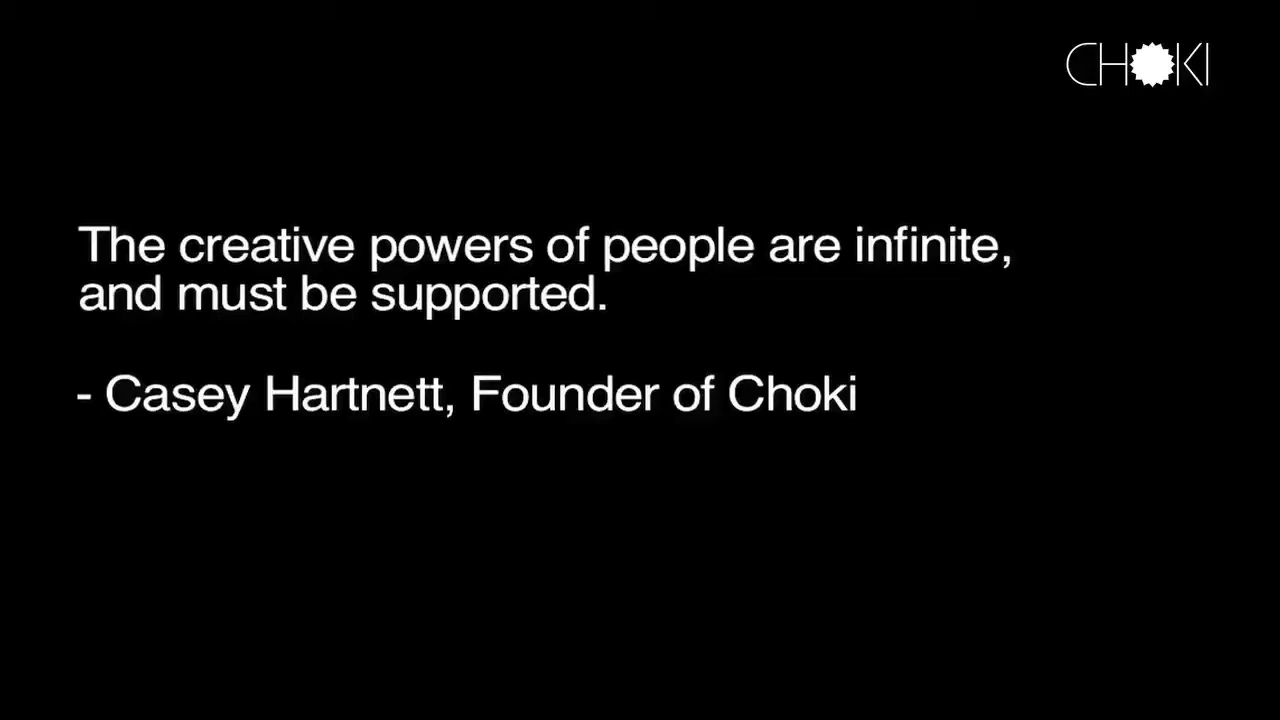 CHOKI
The creative powers of people are infinite,
and must be supported.
- Casey Hartnett, Founder of Choki